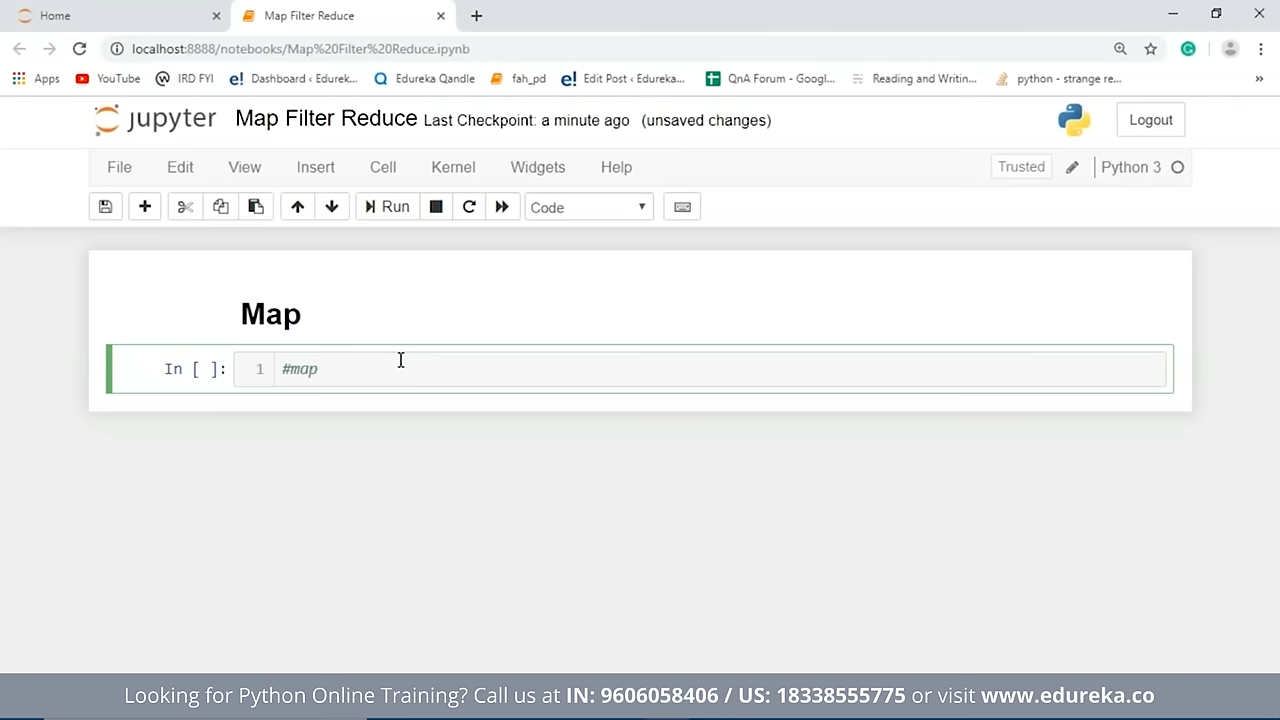 Home
Map Filter Reduce
localhost:8888/notebooks/Map%20Filter%20Reduce.ipynb
Apps YouTube IRD FYI Dashboard ‹ Edurek... Edureka Qandle fah_pd Edit Post ‹ Edureka... QnA Forum - Googl... Reading and Writin... python - strange re... »
jupyter Map Filter Reduce Last Checkpoint: a minute ago (unsaved changes) Logout
File Edit View Insert Cell Kernel Widgets Help Trusted Python 3
Run Code
Map
In [ ]: 1 #map
Looking for Python Online Training? Call us at IN: 9606058406 / US: 18338555775 or visit www.edureka.co